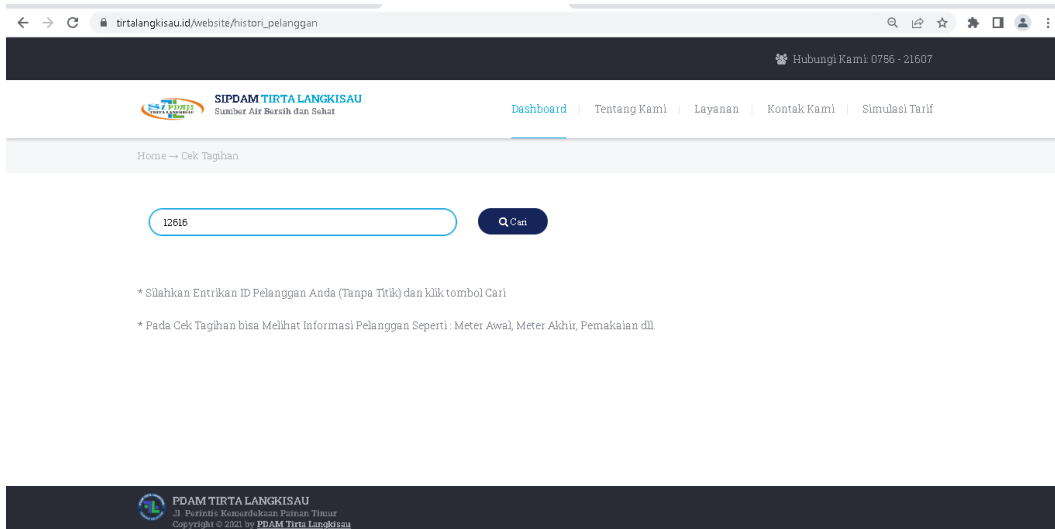 tirtalangkisau.id/website/histori_pelanggan
Hubungi Kami: 0756 - 21607
SIPDAM TIRTA LANGKISAU
Sumber Air Bersih dan Sehat
Dashboard Tentang Kami Layanan Kontak Kami Simulasi Tarif
Home → Cek Tagihan
12616 Cari
* Silahkan Entrikan ID Pelanggan Anda (Tanpa Titik) dan klik tombol Cari
* Pada Cek Tagihan bisa Melihat Informasi Pelanggan Seperti : Meter Awal, Meter Akhir, Pemakaian dll.
PDAM TIRTA LANGKISAU
Jl. Perintis Kemerdekaan Painan Timur
Copyright © 2021 by PDAM Tirta Langkisau